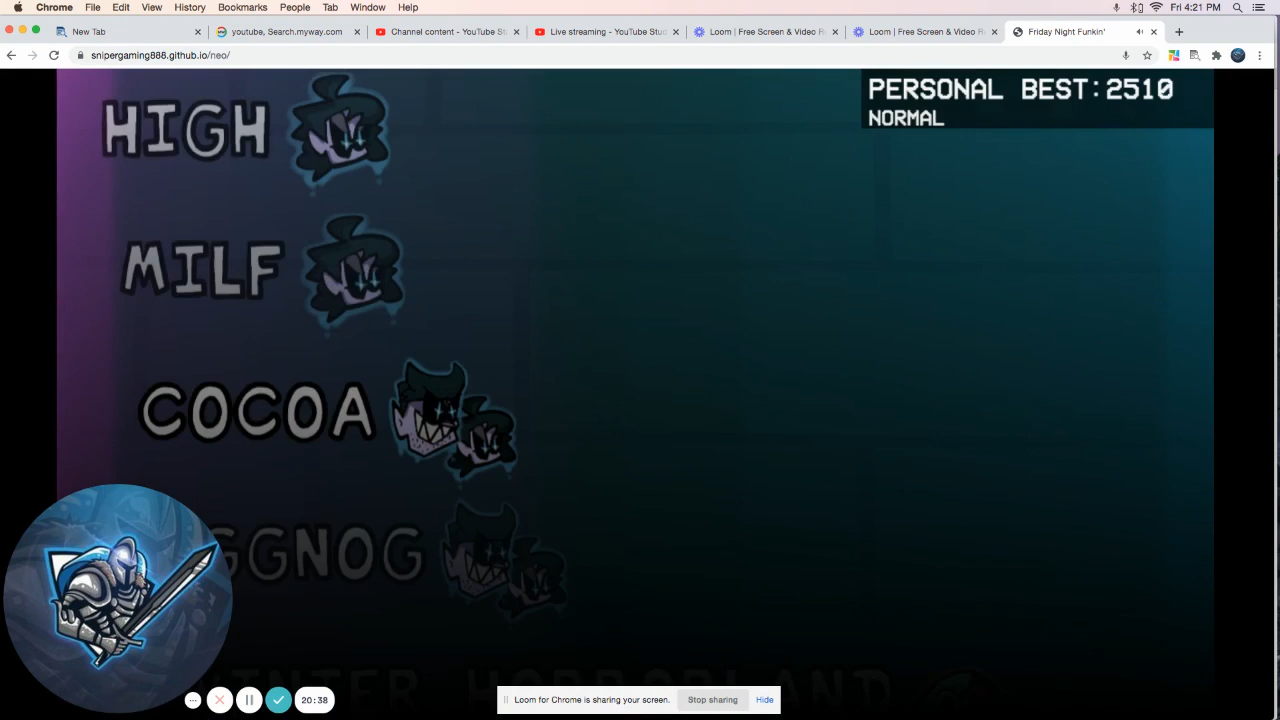 Chrome File Edit View History Bookmarks People Tab Window Help Fri 4:21 PM
New Tab youtube, Search.myway.com Channel content - YouTube St Live streaming - YouTube Stud Loom | Free Screen & Video R Loom | Free Screen & Video R Friday Night Funkin'
snipergaming888.github.io/neo/
PERSONAL BEST:2510
NORMAL
HIGH
MILF
COCOA
GGNOG
INTER HORRORLAND
20:38
Loom for Chrome is sharing your screen. Stop sharing Hide